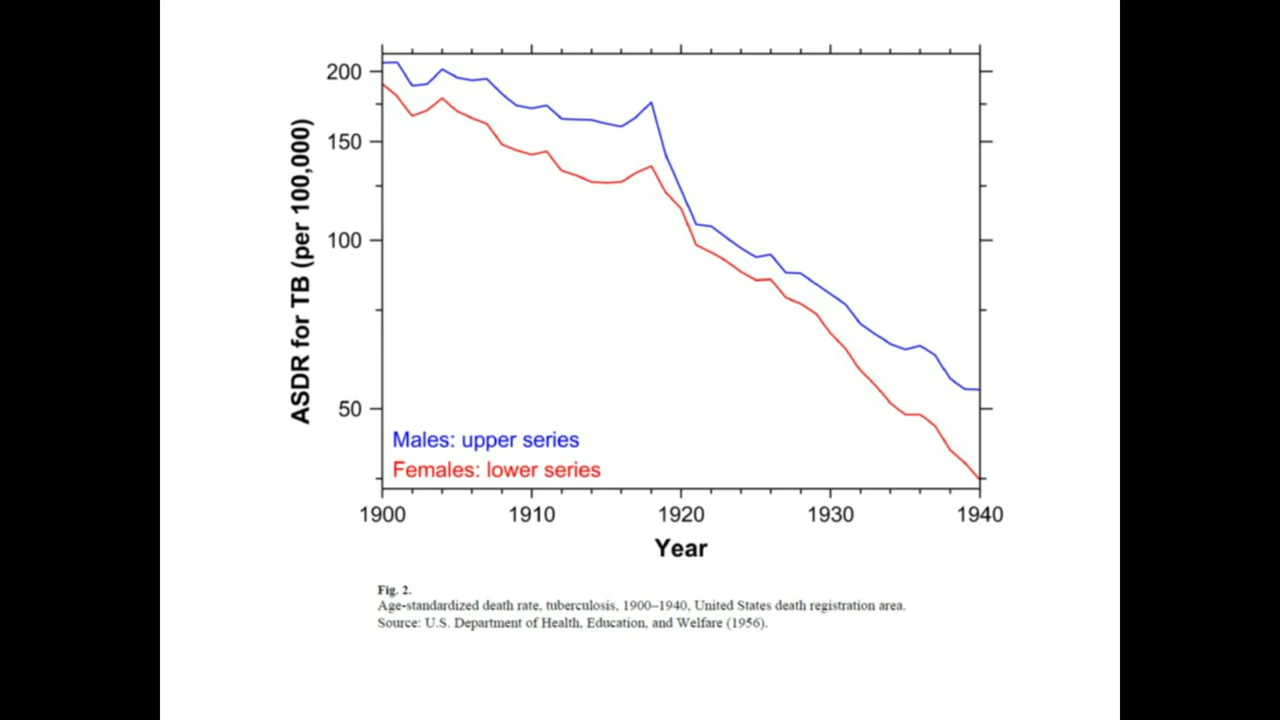 200
150
100
50
ASDR for TB (per 100,000)
Males: upper series
Females: lower series
1900 1910 1920 1930 1940
Year
Fig. 2.
Age-standardized death rate, tuberculosis, 1900–1940, United States death registration area.
Source: U.S. Department of Health, Education, and Welfare (1956).